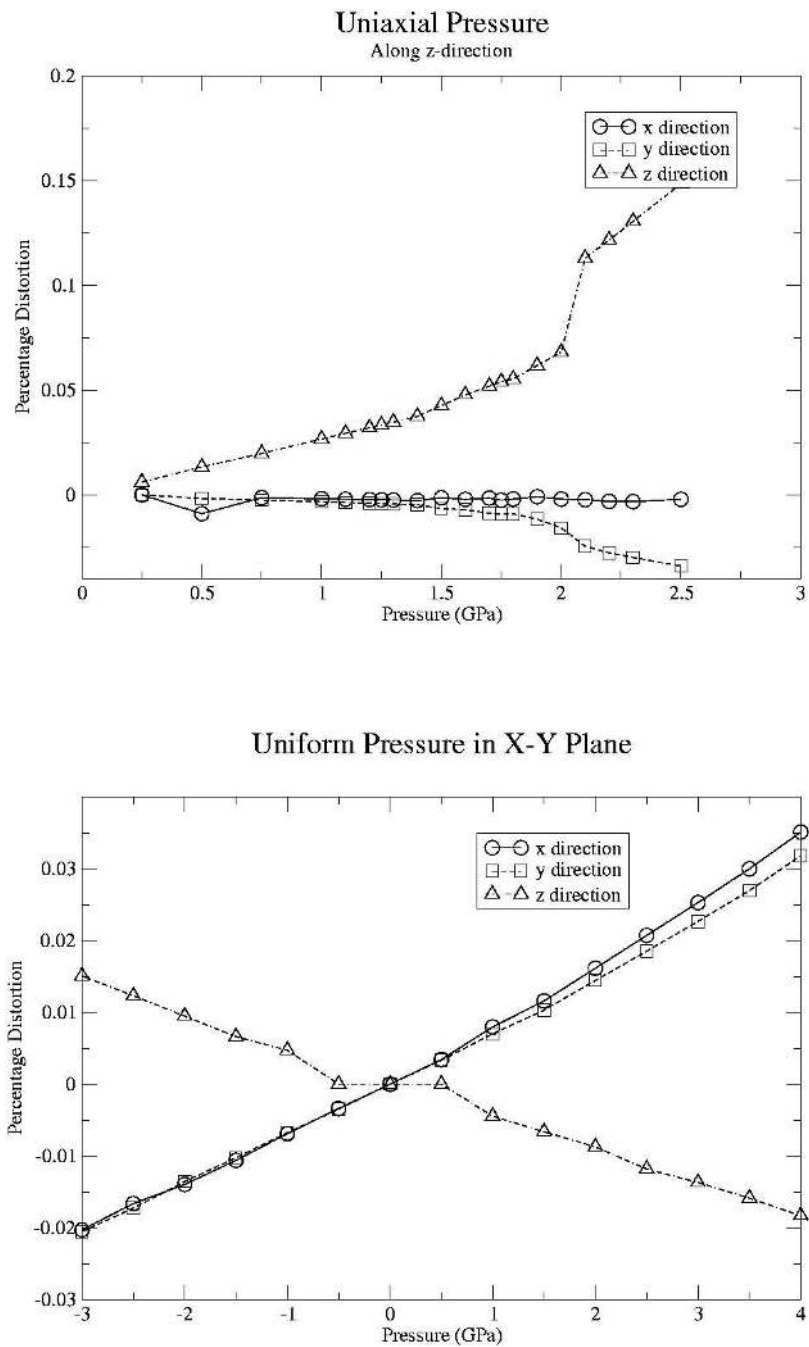 Uniaxial Pressure
Along z-direction
0.2
0.15
0.1
0.05
0
Percentage Distortion
x direction
y direction
z direction
0
0.5
1
1.5
2
2.5
3
Pressure (GPa)
Uniform Pressure in X-Y Plane
0.03
0.02
0.01
0
-0.01
-0.02
-0.03
Percentage Distortion
x direction
y direction
z direction
-3
-2
-1
0
1
2
3
4
Pressure (GPa)